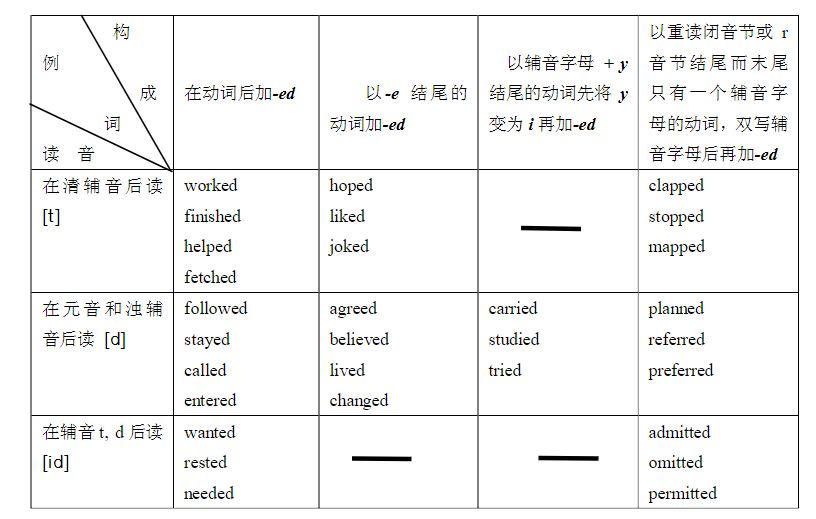 构
例
成
词
读 音
在动词后加-ed
以-e 结尾的
动词加-ed
以辅音字母 + y
结尾的动词先将 y
变为 i 再加-ed
以重读闭音节或 r
音节结尾而末尾
只有一个辅音字
母的动词，双写辅
音字母后再加-ed
在清辅音后读
[t]
worked
finished
helped
fetched
hoped
liked
joked
clapped
stopped
mapped
在元音和浊辅
音后读 [d]
followed
stayed
called
entered
agreed
believed
lived
changed
carried
studied
tried
planned
referred
preferred
在辅音 t, d 后读
[id]
wanted
rested
needed
admitted
omitted
permitted